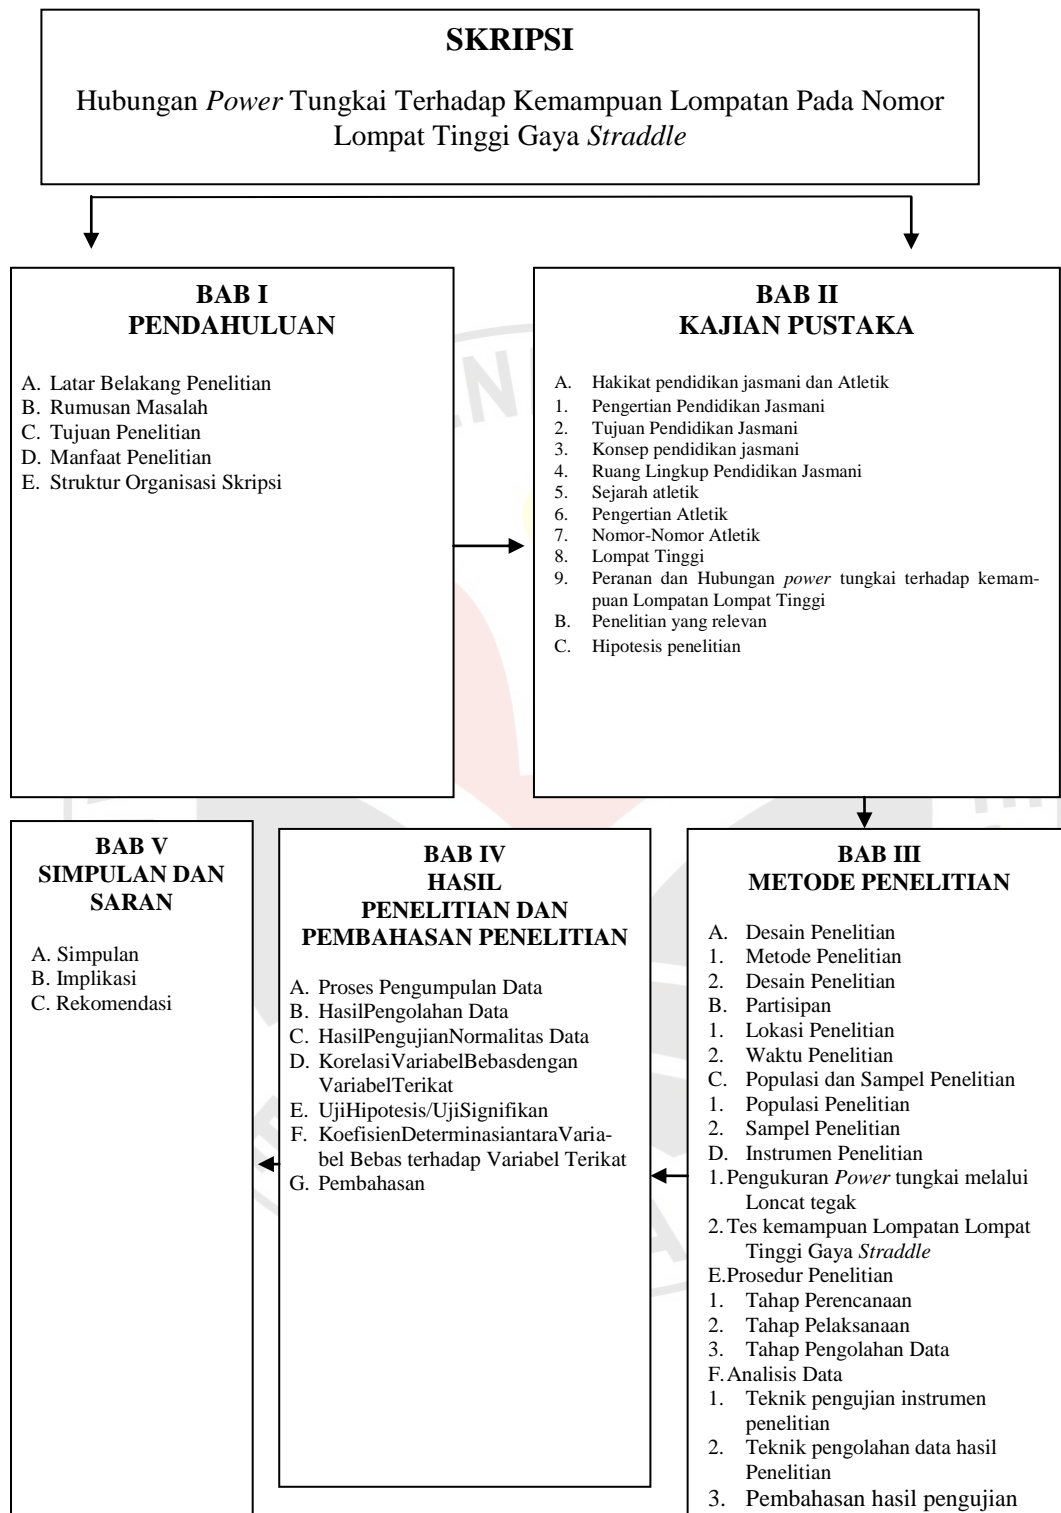 SKRIPSI
Hubungan Power Tungkai Terhadap Kemampuan Lompatan Pada Nomor
Lompat Tinggi Gaya Straddle
BAB I
PENDAHULUAN
A. Latar Belakang Penelitian
B. Rumusan Masalah
C. Tujuan Penelitian
D. Manfaat Penelitian
E. Struktur Organisasi Skripsi
BAB II
KAJIAN PUSTAKA
A. Hakikat pendidikan jasmani dan Atletik
1. Pengertian Pendidikan Jasmani
2. Tujuan Pendidikan Jasmani
3. Konsep pendidikan jasmani
4. Ruang Lingkup Pendidikan Jasmani
5. Sejarah atletik
6. Pengertian Atletik
7. Nomor-Nomor Atletik
8. Lompat Tinggi
9. Peranan dan Hubungan power tungkai terhadap kemam-
puan Lompatan Lompat Tinggi
B. Penelitian yang relevan
C. Hipotesis penelitian
BAB III
METODE PENELITIAN
A. Desain Penelitian
1. Metode Penelitian
2. Desain Penelitian
B. Partisipan
1. Lokasi Penelitian
2. Waktu Penelitian
C. Populasi dan Sampel Penelitian
1. Populasi Penelitian
2. Sampel Penelitian
D. Instrumen Penelitian
1. Pengukuran Power tungkai melalui
Loncat tegak
2. Tes kemampuan Lompatan Lompat
Tinggi Gaya Straddle
E.Prosedur Penelitian
1. Tahap Perencanaan
2. Tahap Pelaksanaan
3. Tahap Pengolahan Data
F. Analisis Data
1. Teknik pengujian instrumen
penelitian
2. Teknik pengolahan data hasil
Penelitian
3. Pembahasan hasil pengujian
BAB IV
HASIL
PENELITIAN DAN
PEMBAHASAN PENELITIAN
A. Proses Pengumpulan Data
B. HasilPengolahan Data
C. HasilPengujianNormalitas Data
D. KorelasiVariabelBebasdengan
VariabelTerikat
E. UjiHipotesis/UjiSignifikan
F. KoefisienDeterminasiantaraVaria-
bel Bebas terhadap Variabel Terikat
G. Pembahasan
BAB V
SIMPULAN DAN
SARAN
A. Simpulan
B. Implikasi
C. Rekomendasi